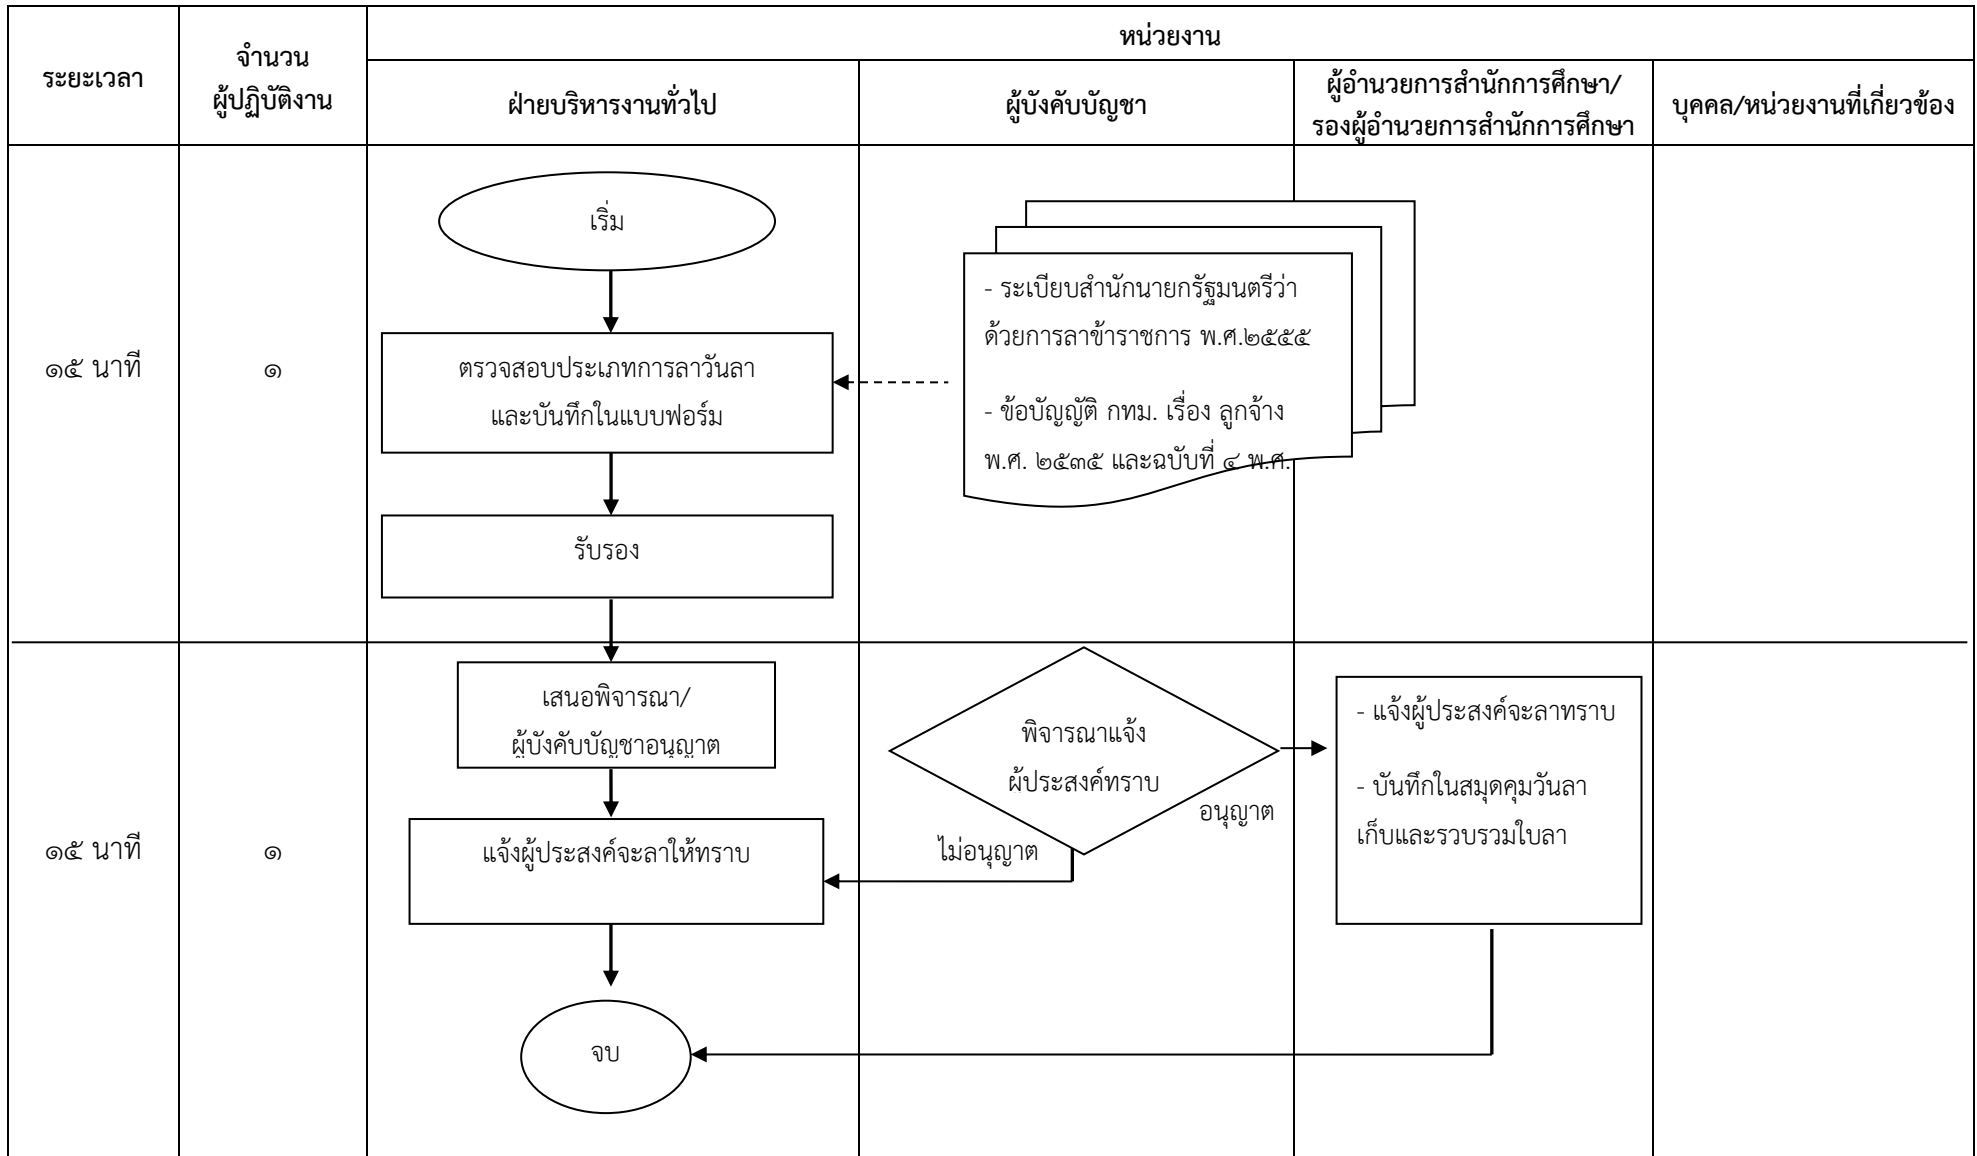 หน่วยงาน
ระยะเวลา
จำนวน
ผู้ปฏิบัติงาน
ฝ่ายบริหารงานทั่วไป
ผู้บังคับบัญชา
ผู้อำนวยการสำนักการศึกษา/
รองผู้อำนวยการสำนักการศึกษา
บุคคล/หน่วยงานที่เกี่ยวข้อง
เริ่ม
- ระเบียบสำนักนายกรัฐมนตรีว่า
ด้วยการลาข้าราชการ พ.ศ.๒๕๕๕
- ข้อบัญญัติ กทม. เรื่อง ลูกจ้าง
พ.ศ. ๒๕๓๕ และฉบับที่ ๔ พ.ศ.
๑๕ นาที
๑
ตรวจสอบประเภทการลาวันลา
และบันทึกในแบบฟอร์ม
รับรอง
เสนอพิจารณา/
ผู้บังคับบัญชาอนุญาต
พิจารณาแจ้ง
ผู้ประสงค์ทราบ
อนุญาต
ไม่อนุญาต
- แจ้งผู้ประสงค์จะลาทราบ
- บันทึกในสมุดคุมวันลา
เก็บและรวบรวมใบลา
๑๕ นาที
๑
แจ้งผู้ประสงค์จะลาให้ทราบ
จบ